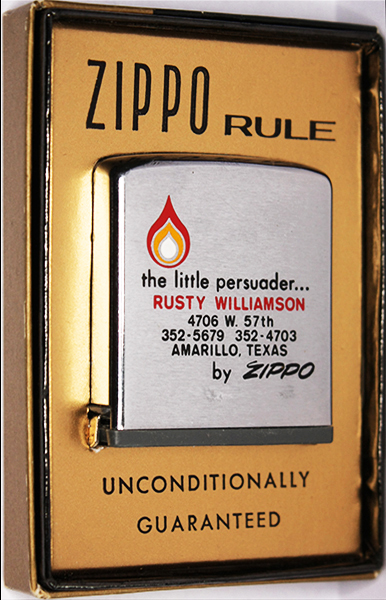 ZIPPO RULE
the little persuader...
RUSTY WILLIAMSON
4706 W. 57th
352-5679 352-4703
AMARILLO, TEXAS
by ZIPPO
UNCONDITIONALLY
GUARANTEED